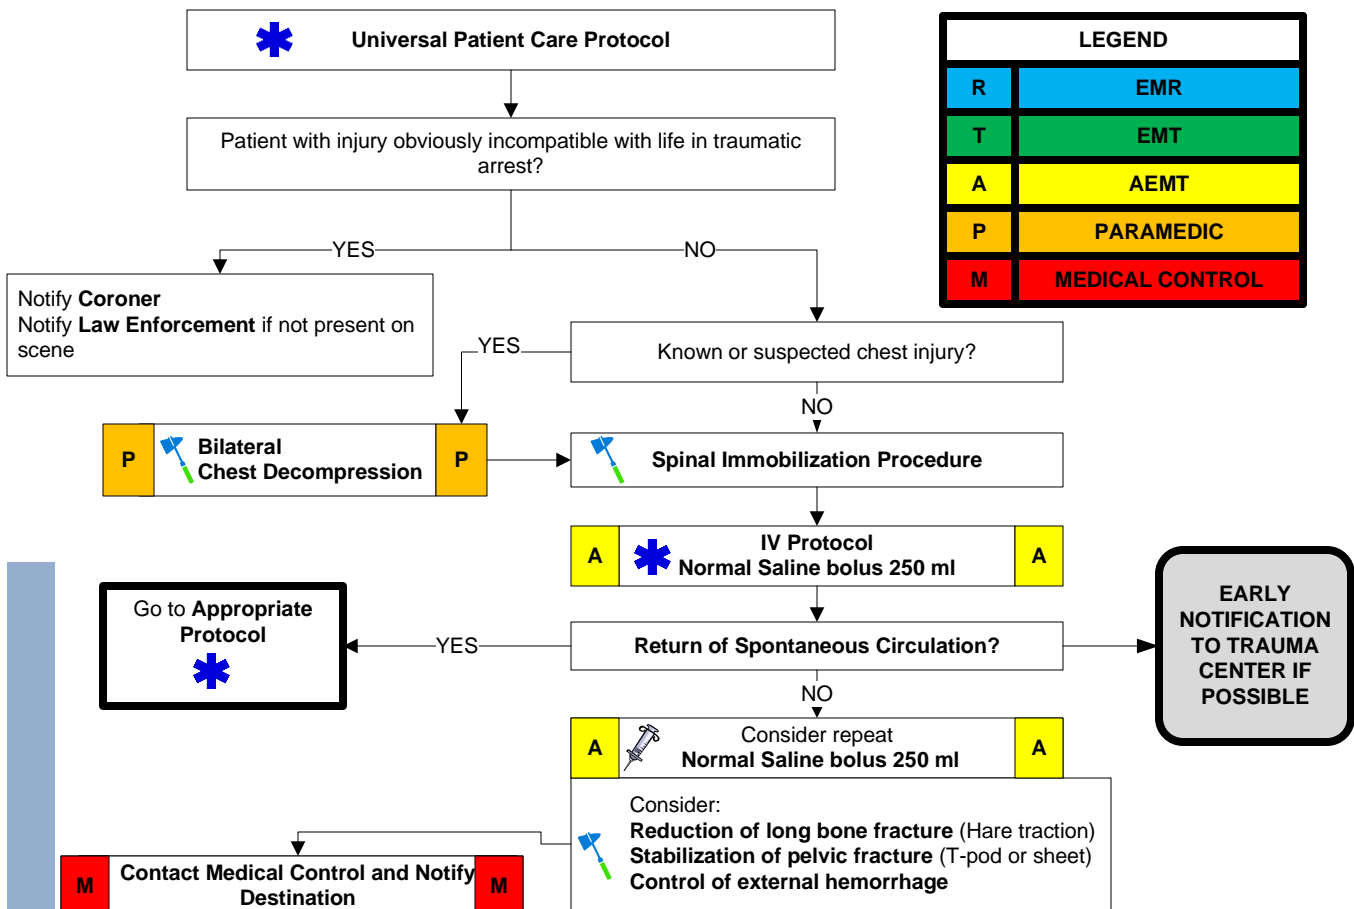 Universal Patient Care Protocol
LEGEND
R EMR
T EMT
A AEMT
P PARAMEDIC
M MEDICAL CONTROL
Patient with injury obviously incompatible with life in traumatic
arrest?
YES
NO
Notify Coroner
Notify Law Enforcement if not present on
scene
YES
Known or suspected chest injury?
NO
P
Bilateral
Chest Decompression
P
Spinal Immobilization Procedure
A
IV Protocol
Normal Saline bolus 250 ml
A
Go to Appropriate
Protocol
YES
Return of Spontaneous Circulation?
EARLY
NOTIFICATION
TO TRAUMA
CENTER IF
POSSIBLE
NO
A
Consider repeat
Normal Saline bolus 250 ml
A
Consider:
Reduction of long bone fracture (Hare traction)
Stabilization of pelvic fracture (T-pod or sheet)
Control of external hemorrhage
M
Contact Medical Control and Notify
Destination
M